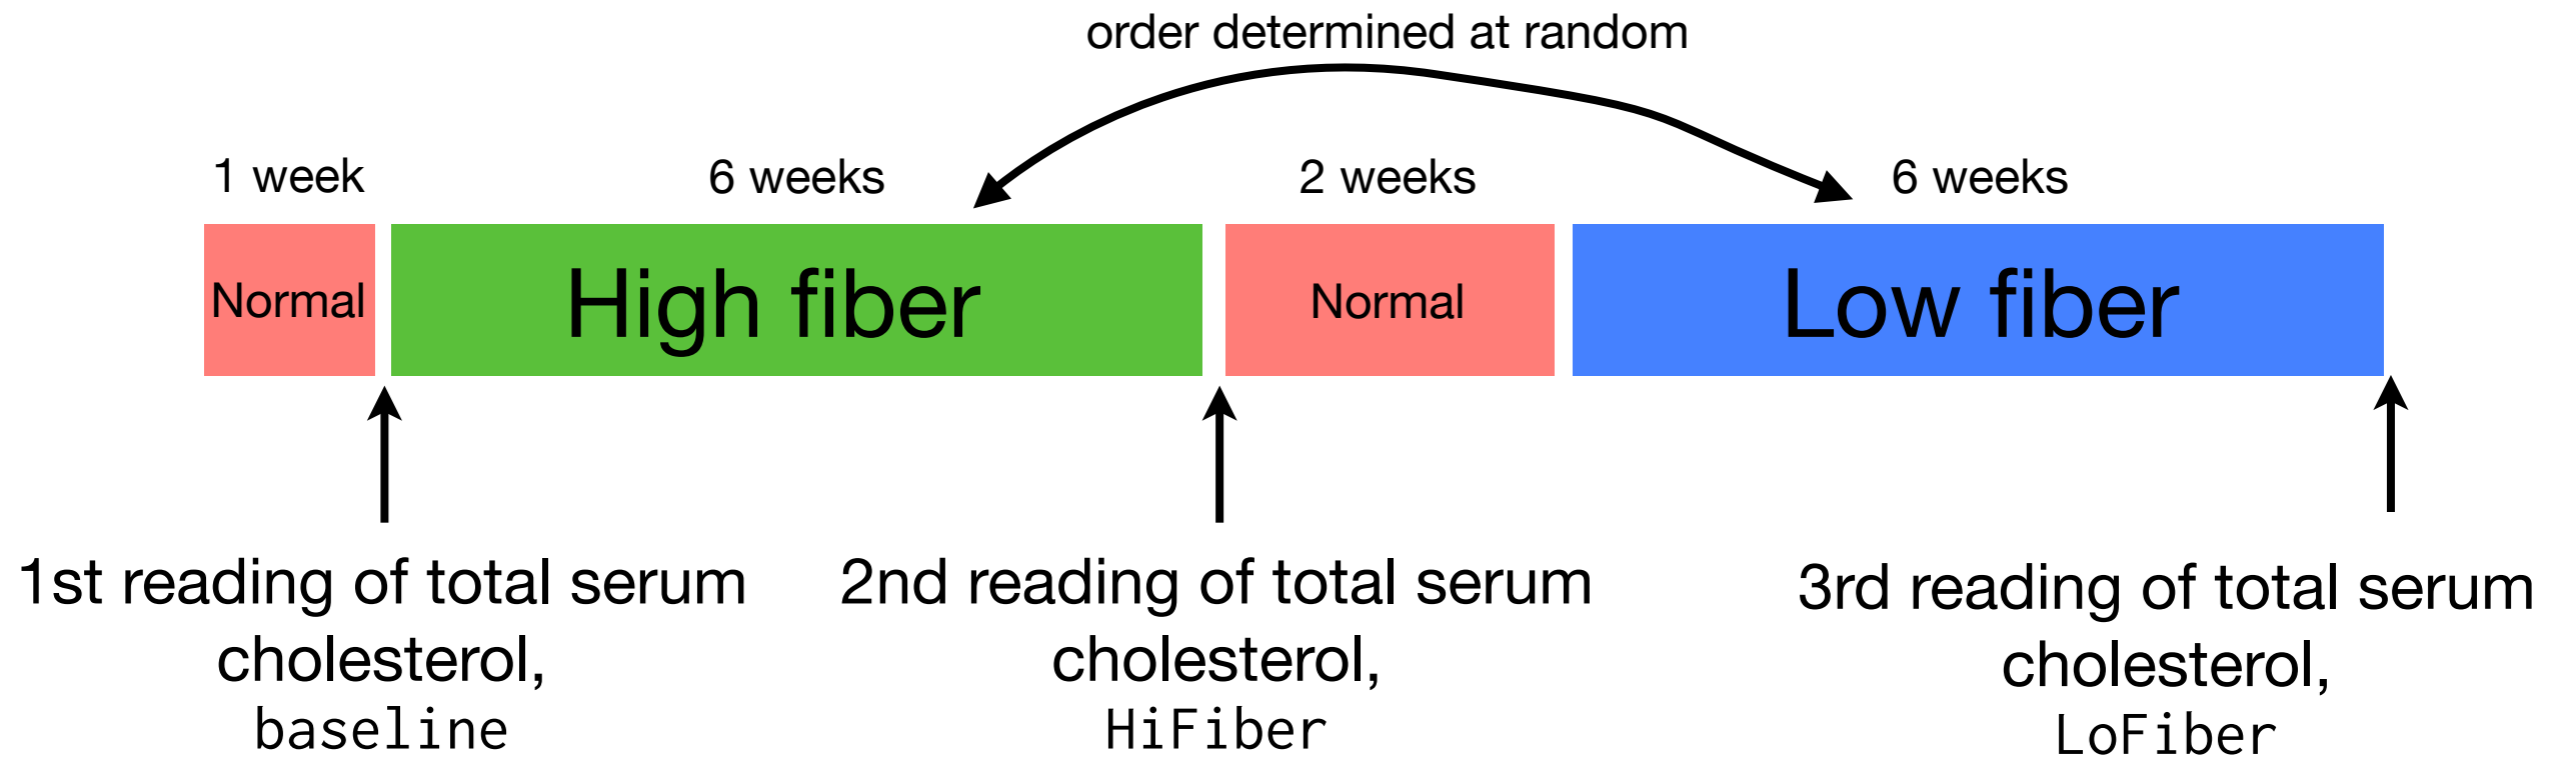 order determined at random
1 week
6 weeks
2 weeks
6 weeks
Normal
High fiber
Normal
Low fiber
1st reading of total serum
cholesterol,
baseline
2nd reading of total serum
cholesterol,
HiFiber
3rd reading of total serum
cholesterol,
LoFiber